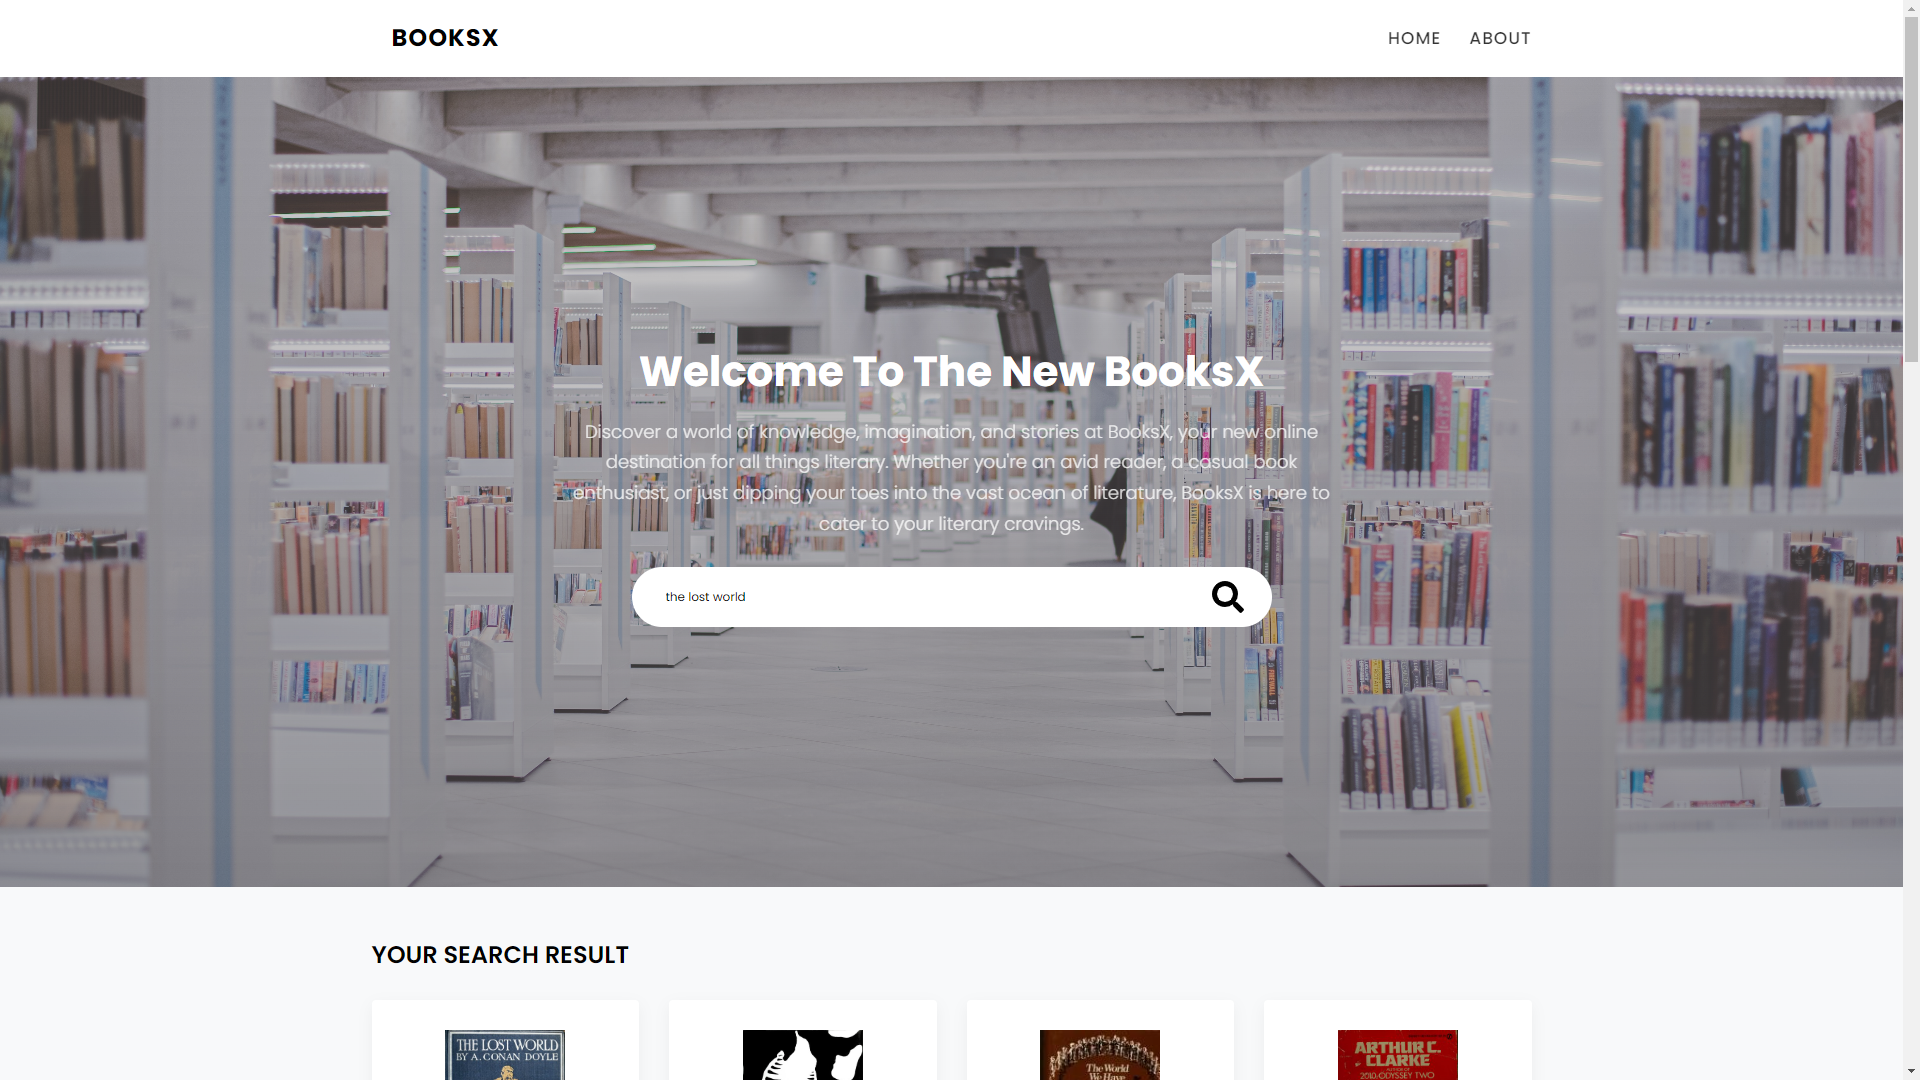 BOOKSX
HOME ABOUT
Welcome To The New BooksX
Discover a world of knowledge, imagination, and stories at BooksX, your new online
destination for all things literary. Whether you're an avid reader, a casual book
enthusiast, or just dipping your toes into the vast ocean of literature, BooksX is here to
cater to your literary cravings.
the lost world
YOUR SEARCH RESULT
THE LOST WORLD
BY A. CONAN DOYLE
The World
We Have
ARTHUR C.
CLARKE
2010: ODYSSEY TWO